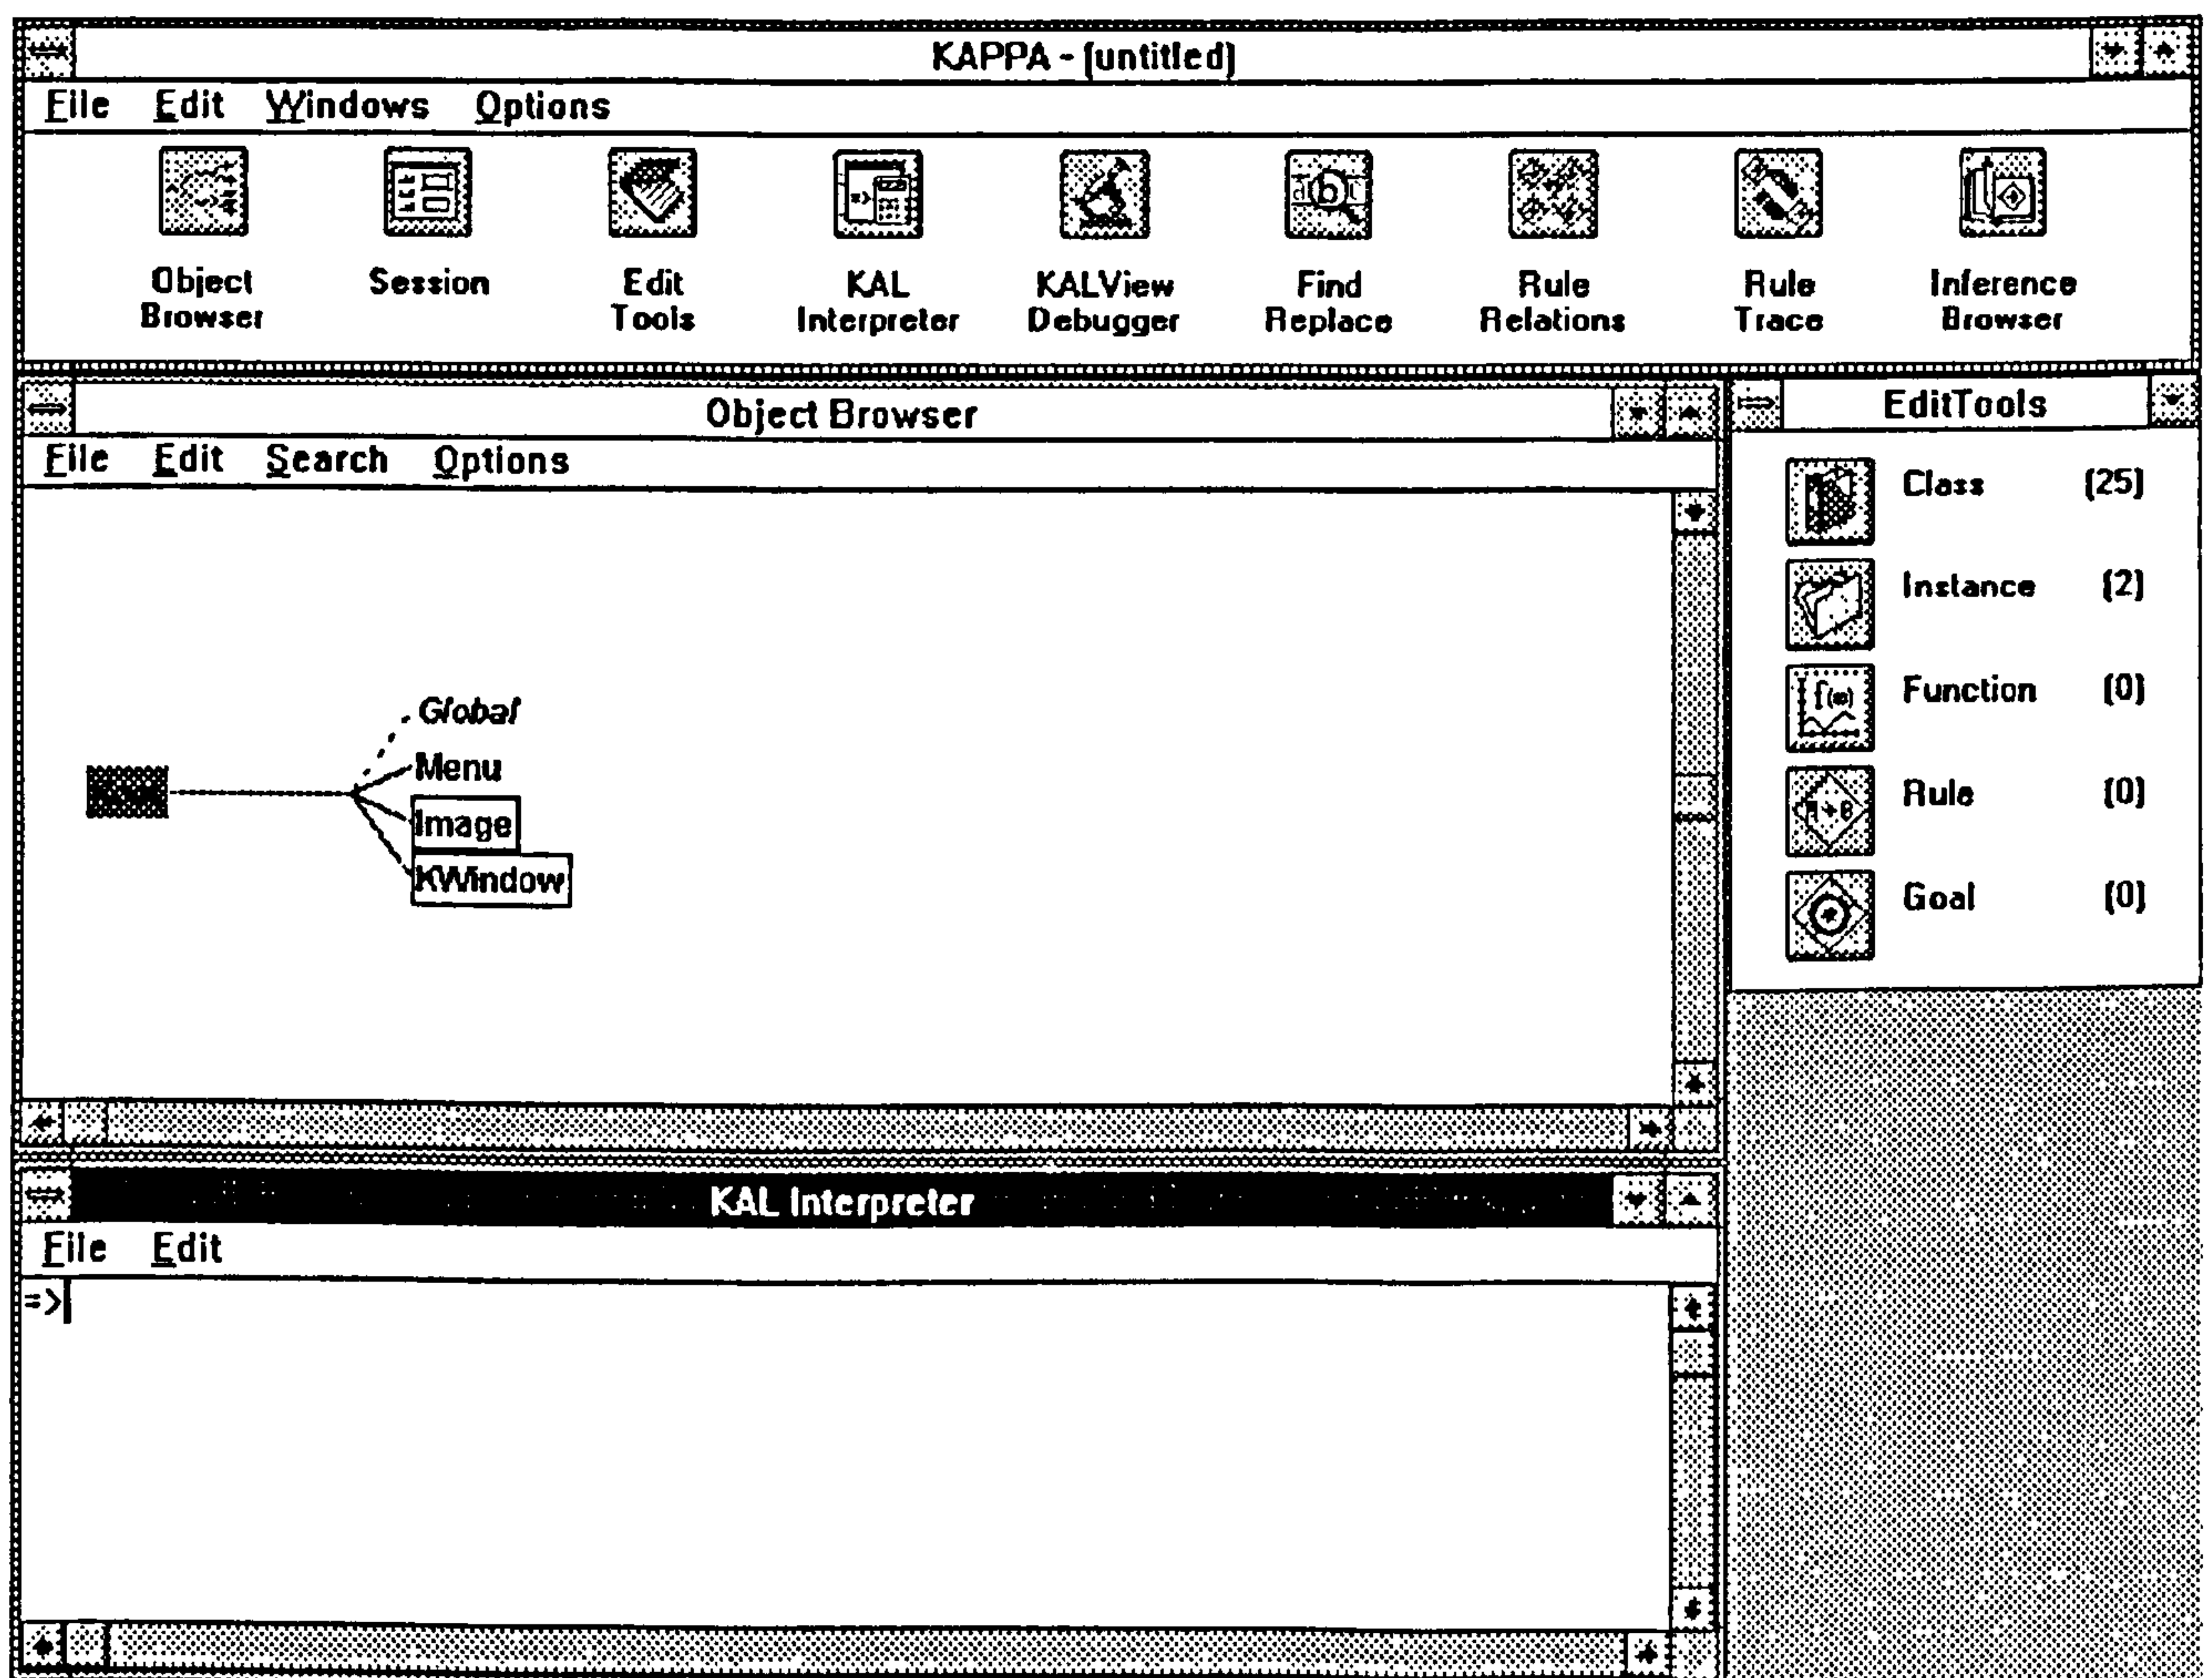 KAPPA - [untitled]
File Edit Windows Options
Object Browser
Session
Edit Tools
KAL Interpreter
KALView Debugger
Find Replace
Rule Relations
Rule Trace
Inference Browser
Object Browser
File Edit Search Options
Global
Menu
Image
KWindow
EditTools
Class (25)
Instance (2)
Function (0)
Rule (0)
Goal (0)
KAL Interpreter
File Edit
=>